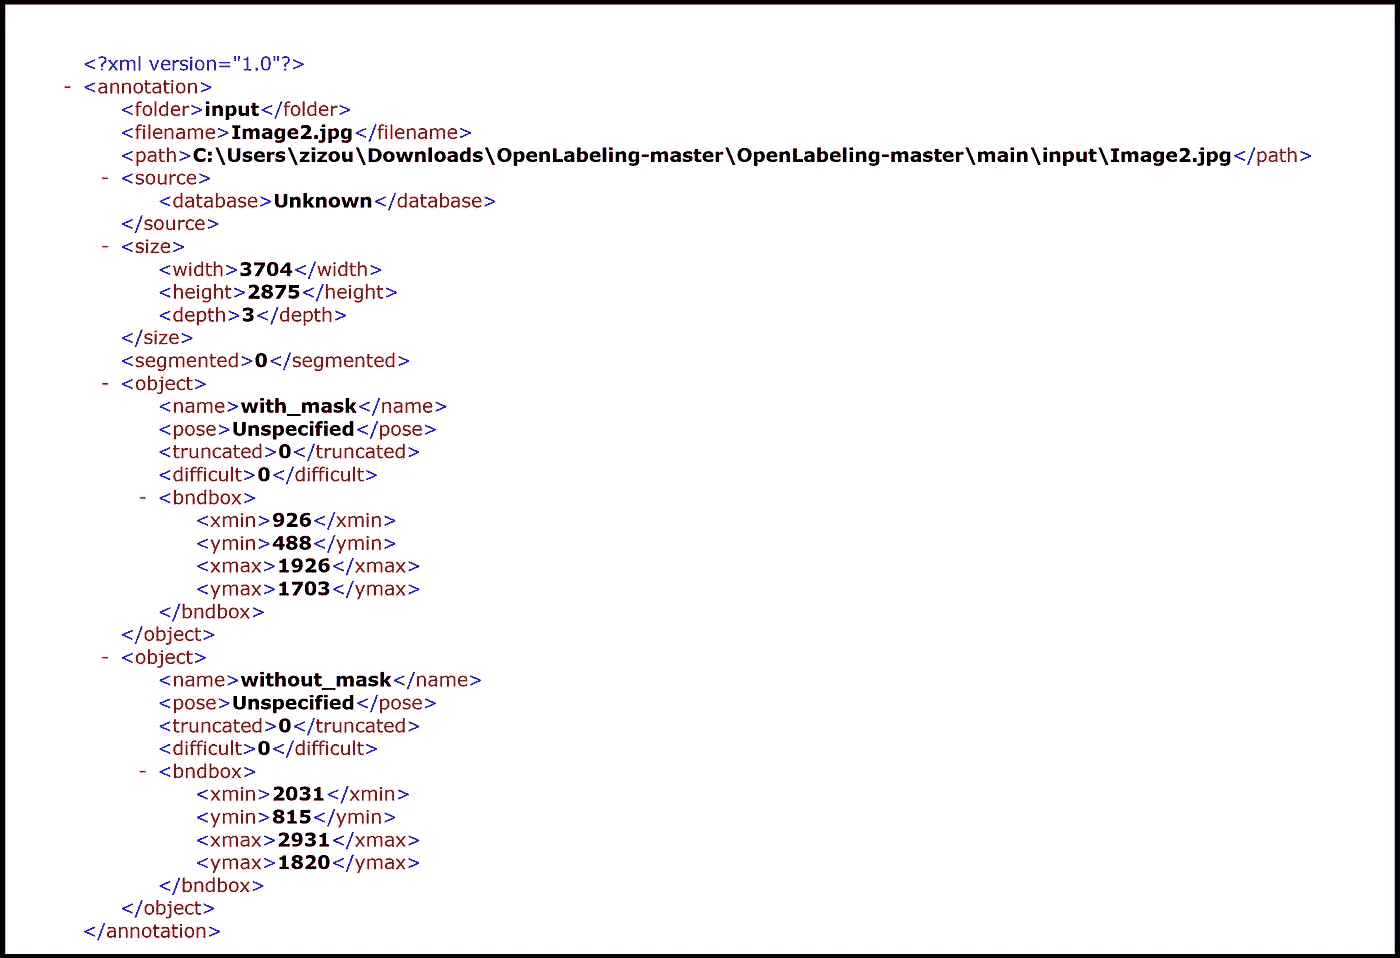 <?xml version="1.0"?>
- <annotation>
<folder>input</folder>
<filename>Image2.jpg</filename>
<path>C:\Users\zizou\Downloads\OpenLabeling-master\OpenLabeling-master\main\input\Image2.jpg</path>
- <source>
<database>Unknown</database>
</source>
- <size>
<width>3704</width>
<height>2875</height>
<depth>3</depth>
</size>
<segmented>0</segmented>
- <object>
<name>with_mask</name>
<pose>Unspecified</pose>
<truncated>0</truncated>
<difficult>0</difficult>
- <bndbox>
<xmin>926</xmin>
<ymin>488</ymin>
<xmax>1926</xmax>
<ymax>1703</ymax>
</bndbox>
</object>
- <object>
<name>without_mask</name>
<pose>Unspecified</pose>
<truncated>0</truncated>
<difficult>0</difficult>
- <bndbox>
<xmin>2031</xmin>
<ymin>815</ymin>
<xmax>2931</xmax>
<ymax>1820</ymax>
</bndbox>
</object>
</annotation>